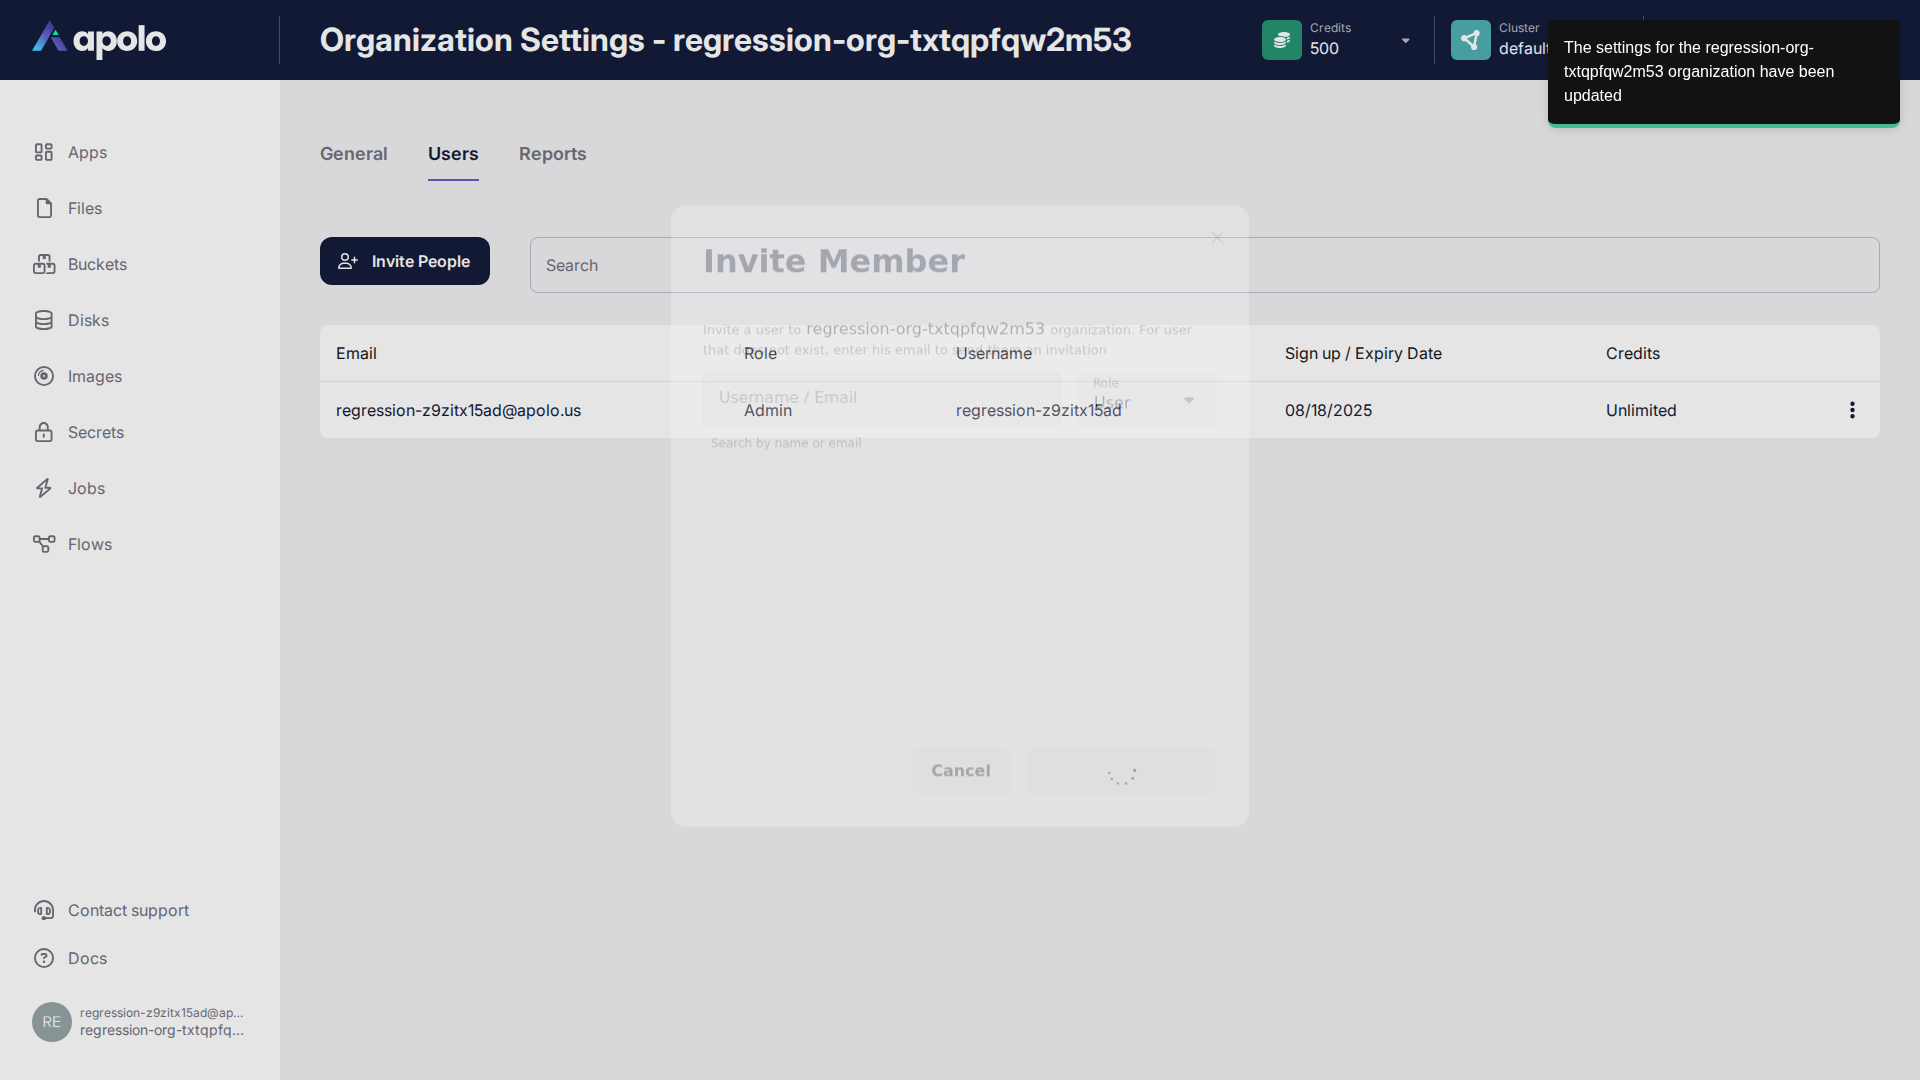 apolo
Organization Settings - regression-org-txtqpfqw2m53
Credits
500
Cluster
default
The settings for the regression-org-
txtqpfqw2m53 organization have been
updated
Apps
Files
Buckets
Disks
Images
Secrets
Jobs
Flows
General
Users
Reports
Invite People
Search
Invite Member
Invite a user to regression-org-txtqpfqw2m53 organization. For user
that does not exist, enter his email to send them an invitation
Email
Role
Username
Sign up / Expiry Date
Credits
regression-z9zitx15ad@apolo.us
Admin
regression-z9zitx15ad
08/18/2025
Unlimited
Username / Email
Role
User
Search by name or email
Cancel
Contact support
Docs
RE
regression-z9zitx15ad@ap...
regression-org-txtqpfq...